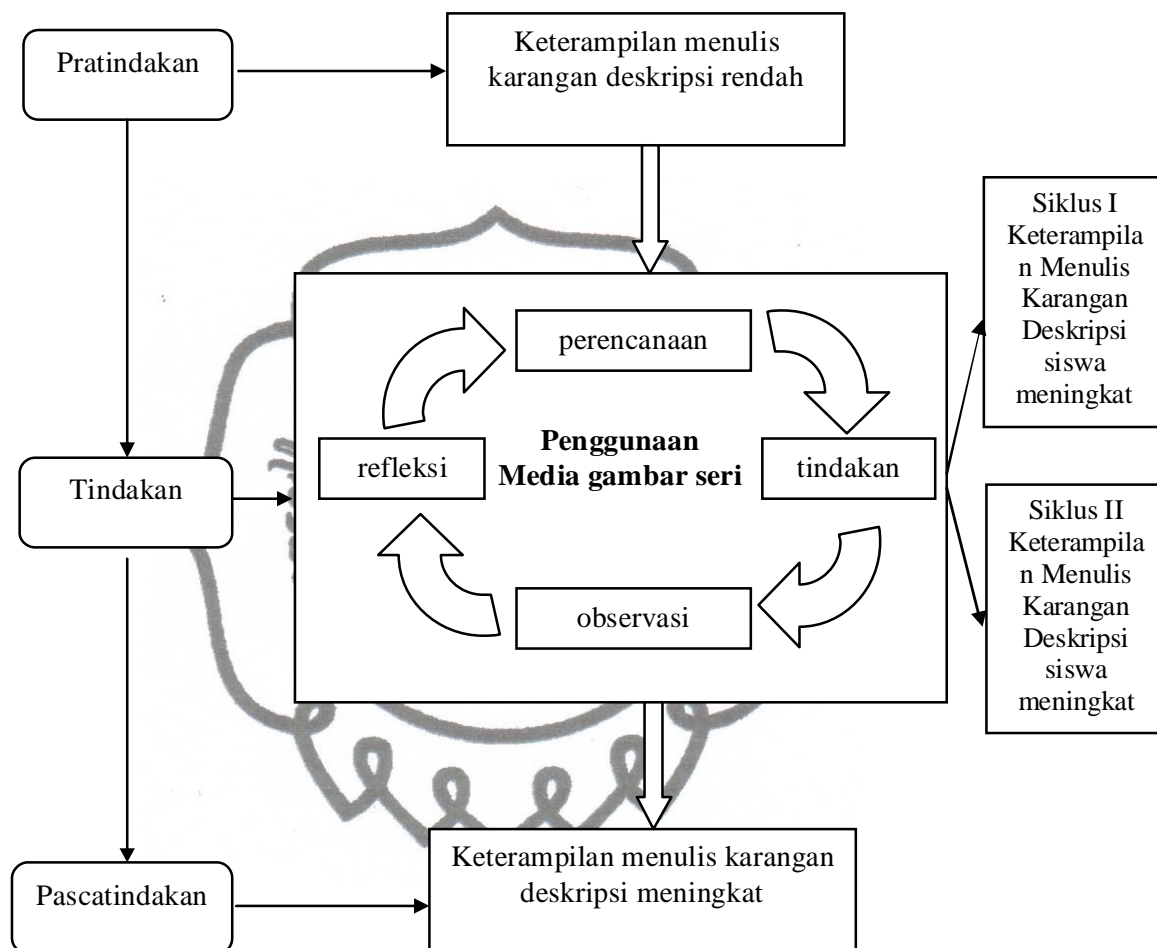 Pratindakan
Keterampilan menulis
karangan deskripsi rendah
Siklus I
Keterampila
n Menulis
Karangan
Deskripsi
siswa
meningkat
perencanaan
Penggunaan
Media gambar seri
refleksi
tindakan
observasi
Tindakan
Siklus II
Keterampila
n Menulis
Karangan
Deskripsi
siswa
meningkat
Pascatindakan
Keterampilan menulis karangan
deskripsi meningkat